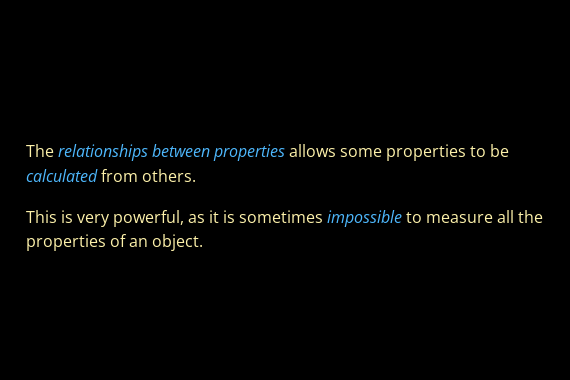 The relationships between properties allows some properties to be
calculated from others.
This is very powerful, as it is sometimes impossible to measure all the
properties of an object.